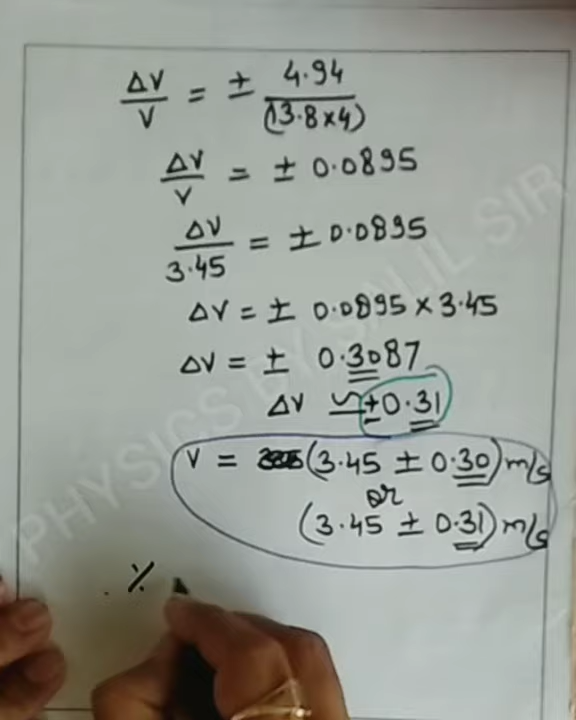 ΔV/V = ± 4.94/(13.8×4)
ΔV/V = ± 0.0895
ΔV/3.45 = ± 0.0895
ΔV = ± 0.0895 × 3.45
ΔV = ± 0.3087
ΔV ≃ ±0.31
V = (3.45 ± 0.30) m/s
or
(3.45 ± 0.31) m/s
%
PHYSICS BY SALIL SIR